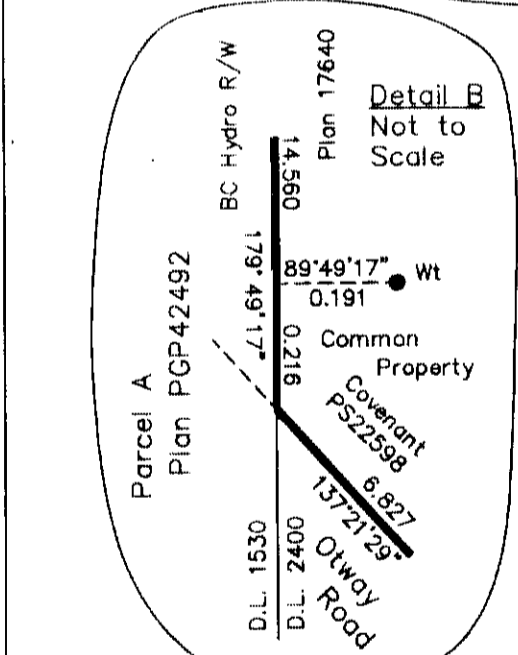 BC Hydro R/W
Plan 17640
Detail B
Not to
Scale
14.560
179°49'17"
89°49'17"
0.191
Wt
0.216
Common
Property
Parcel A
Plan PGP42492
Covenant
PS22598
6.827
137°21'29"
D.L. 1530
D.L. 2400
Otway
Road